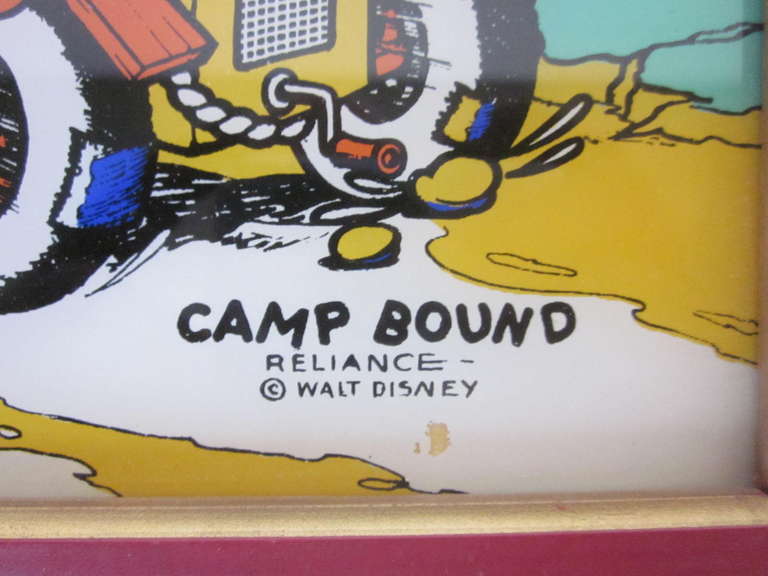 CAMP BOUND
RELIANCE -
© WALT DISNEY